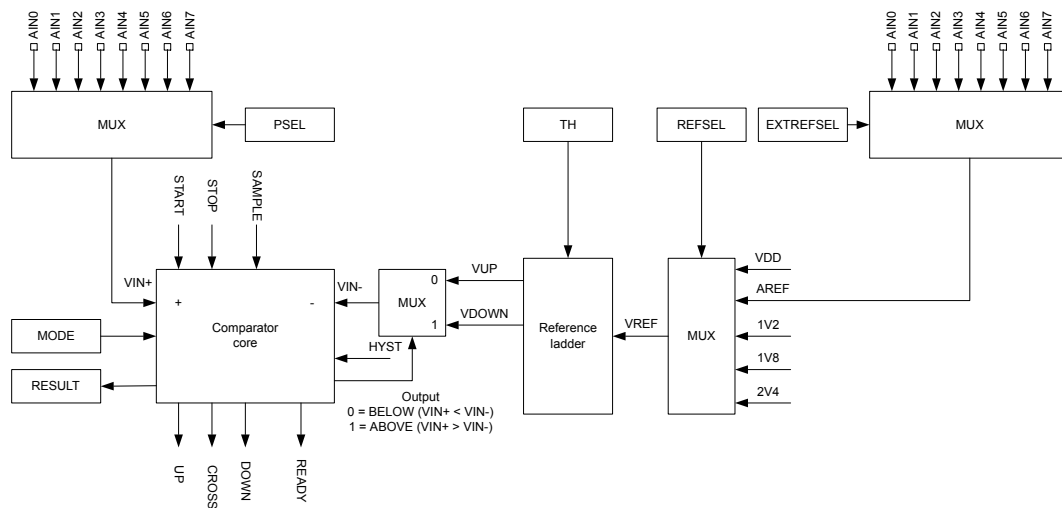 AIN0
AIN1
AIN2
AIN3
AIN4
AIN5
AIN6
AIN7
AIN0
AIN1
AIN2
AIN3
AIN4
AIN5
AIN6
AIN7
MUX
PSEL
TH
REFSEL
EXTREFSEL
MUX
START
STOP
SAMPLE
VIN+
+
-
VIN-
MUX
0
1
VUP
VDOWN
Reference
ladder
VREF
MUX
VDD
AREF
1V2
1V8
2V4
MODE
Comparator
core
HYST
RESULT
Output
0 = BELOW (VIN+ < VIN-)
1 = ABOVE (VIN+ > VIN-)
UP
CROSS
DOWN
READY